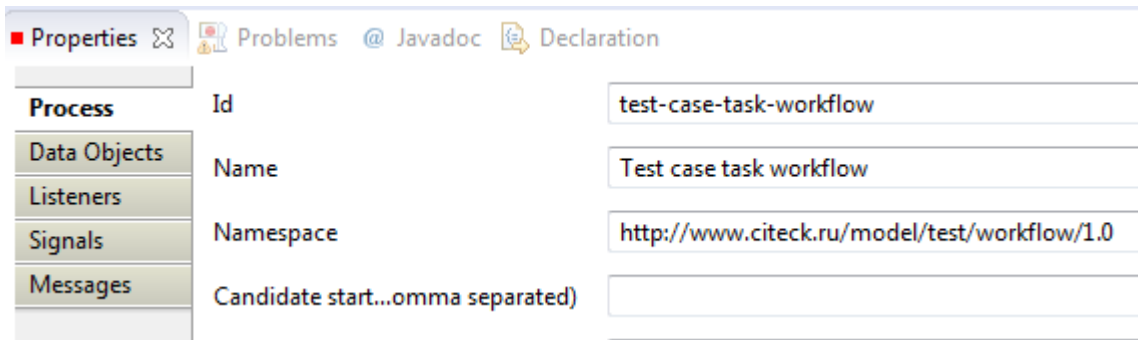 Properties Problems @ Javadoc Declaration
Process Id test-case-task-workflow
Data Objects
Name Test case task workflow
Listeners
Signals Namespace http://www.citeck.ru/model/test/workflow/1.0
Messages
Candidate start...omma separated)